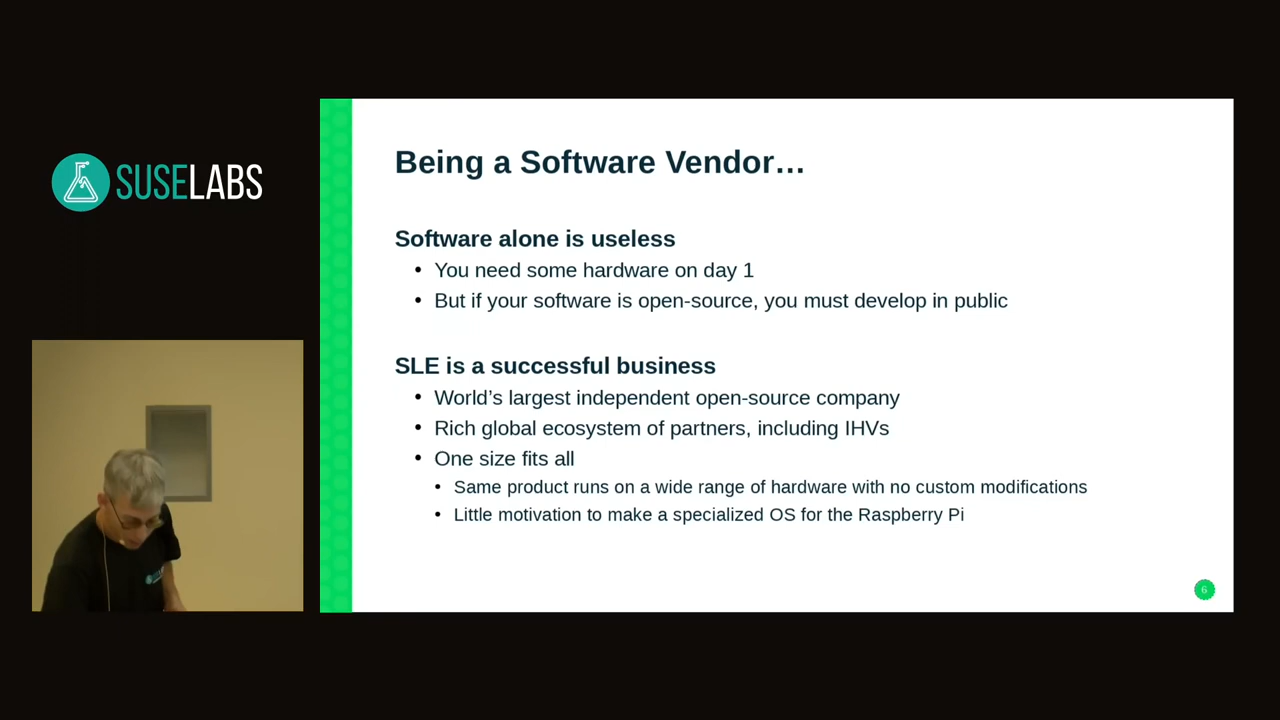 SUSELABS
Being a Software Vendor…
Software alone is useless
• You need some hardware on day 1
• But if your software is open-source, you must develop in public
SLE is a successful business
• World’s largest independent open-source company
• Rich global ecosystem of partners, including IHVs
• One size fits all
• Same product runs on a wide range of hardware with no custom modifications
• Little motivation to make a specialized OS for the Raspberry Pi
6